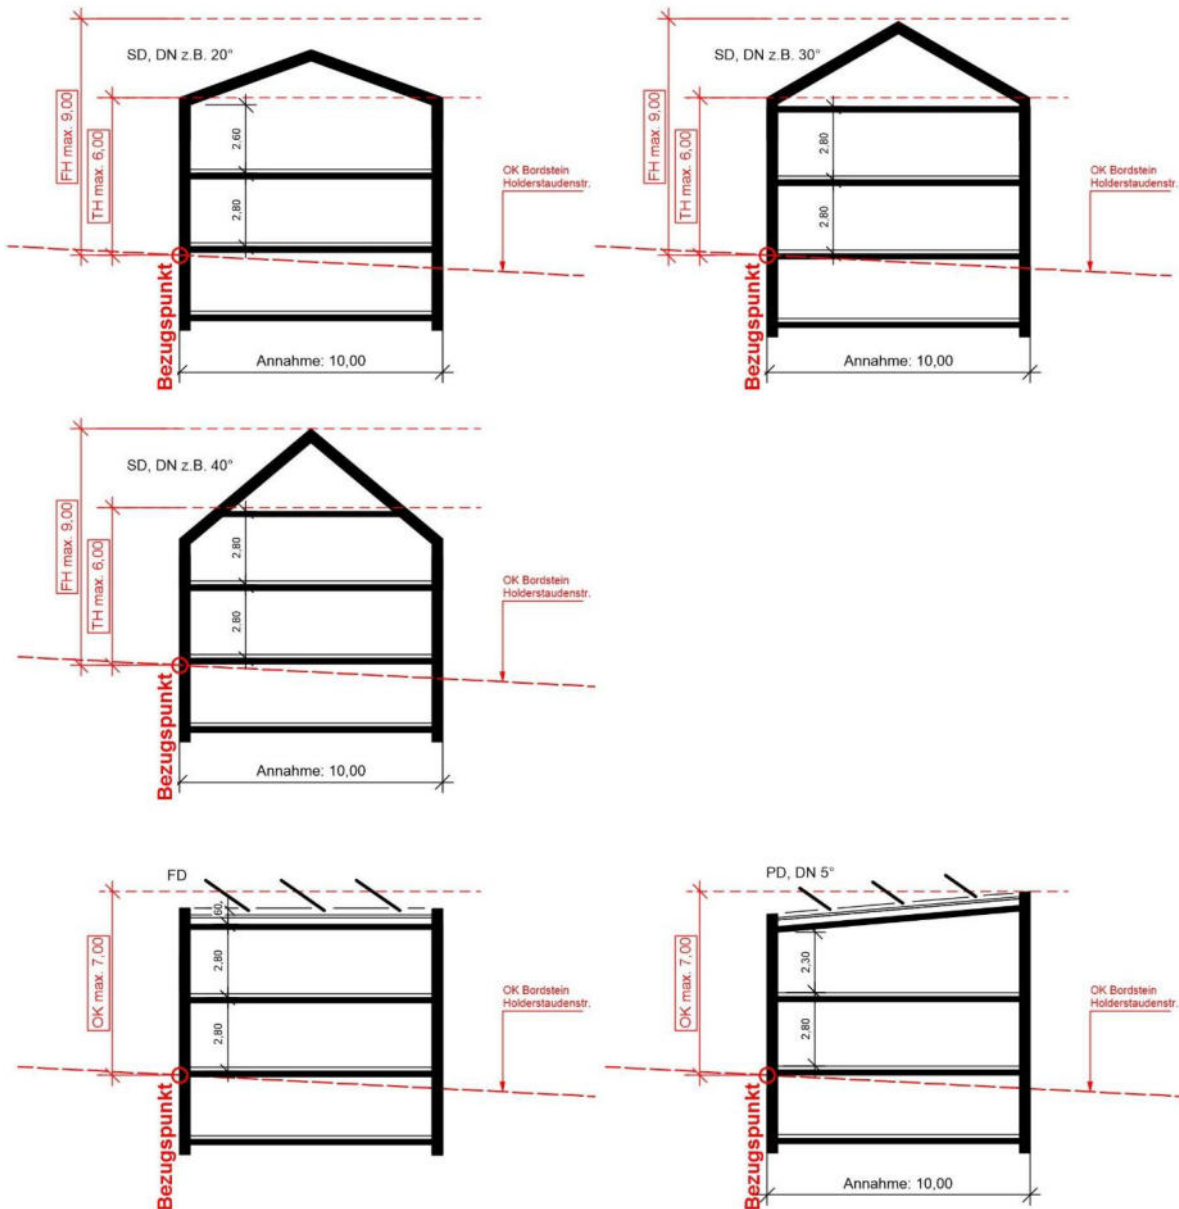 SD, DN z.B. 20°
FH max. 9,00
TH max. 6,00
2,60
2,80
OK Bordstein
Holderstaudenstr.
Bezugspunkt
Annahme: 10,00
SD, DN z.B. 30°
FH max. 9,00
TH max. 6,00
2,80
2,80
OK Bordstein
Holderstaudenstr.
Bezugspunkt
Annahme: 10,00
SD, DN z.B. 40°
FH max. 9,00
TH max. 6,00
2,80
2,80
OK Bordstein
Holderstaudenstr.
Bezugspunkt
Annahme: 10,00
FD
OK max. 7,00
60
2,80
2,80
OK Bordstein
Holderstaudenstr.
Bezugspunkt
PD, DN 5°
OK max. 7,00
2,30
2,80
OK Bordstein
Holderstaudenstr.
Bezugspunkt
Annahme: 10,00